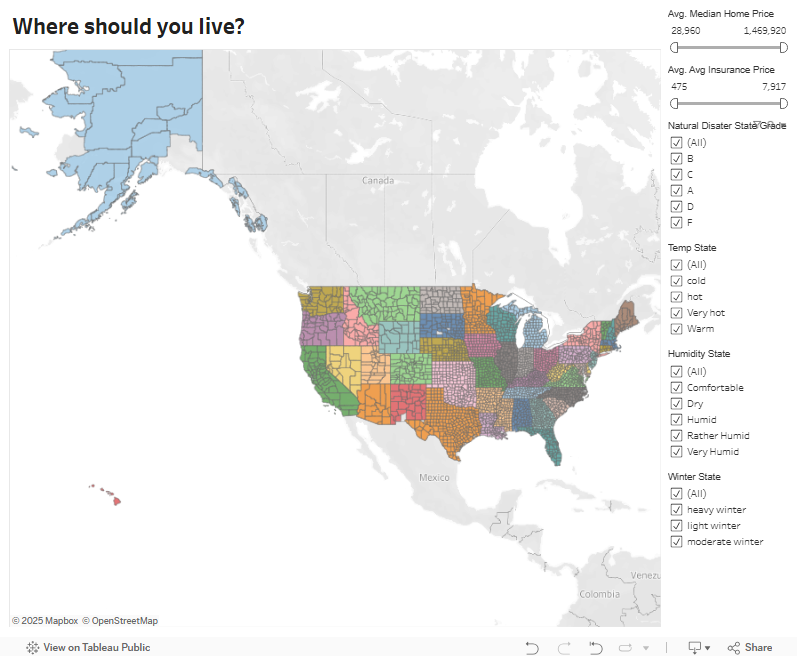 Where should you live?
Avg. Median Home Price
28,960 1,469,920
Avg. Avg Insurance Price
475 7,917
Natural Disater State Grade
(All)
B
C
A
D
F
Temp State
(All)
cold
hot
Very hot
Warm
Humidity State
(All)
Comfortable
Dry
Humid
Rather Humid
Very Humid
Winter State
(All)
heavy winter
light winter
moderate winter
Canada
Mexico
Venezu
Colombia
© 2025 Mapbox © OpenStreetMap
View on Tableau Public
Share